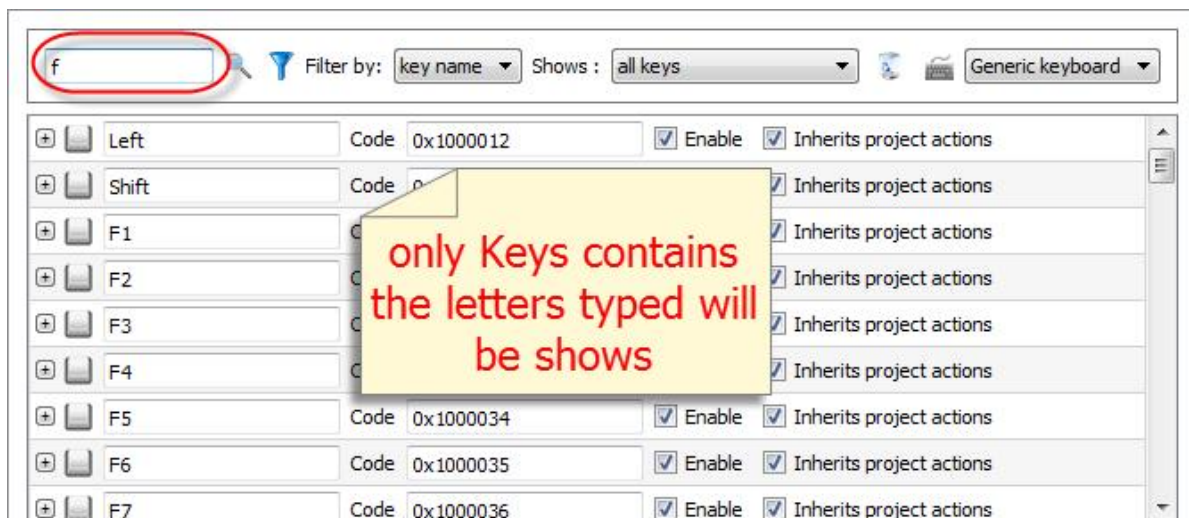 f Filter by: key name Shows : all keys Generic keyboard
Left Code 0x1000012 Enable Inherits project actions
Shift Code Inherits project actions
F1 Inherits project actions
F2 Inherits project actions
F3 Inherits project actions
F4 Inherits project actions
only Keys contains
the letters typed will
be shows
F5 Code 0x1000034 Enable Inherits project actions
F6 Code 0x1000035 Enable Inherits project actions
F7 Code 0x1000036 Enable Inherits project actions